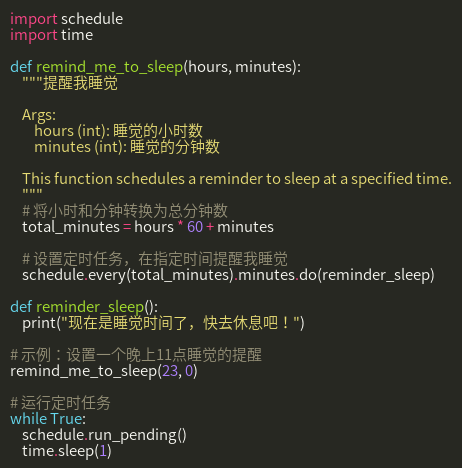 import schedule
import time

def remind_me_to_sleep(hours, minutes):
    """提醒我睡觉

    Args:
        hours (int): 睡觉的小时数
        minutes (int): 睡觉的分钟数

    This function schedules a reminder to sleep at a specified time.
    """
    # 将小时和分钟转换为总分钟数
    total_minutes = hours * 60 + minutes

    # 设置定时任务，在指定时间提醒我睡觉
    schedule.every(total_minutes).minutes.do(reminder_sleep)

def reminder_sleep():
    print("现在是睡觉时间了，快去休息吧！")

# 示例：设置一个晚上11点睡觉的提醒
remind_me_to_sleep(23, 0)

# 运行定时任务
while True:
    schedule.run_pending()
    time.sleep(1)